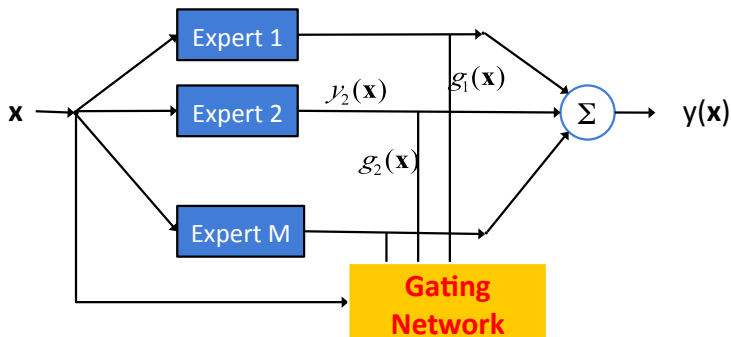 Expert 1
g₁(x)
y₂(x)
x
Expert 2
Σ
y(x)
g₂(x)
Expert M
Gating
Network